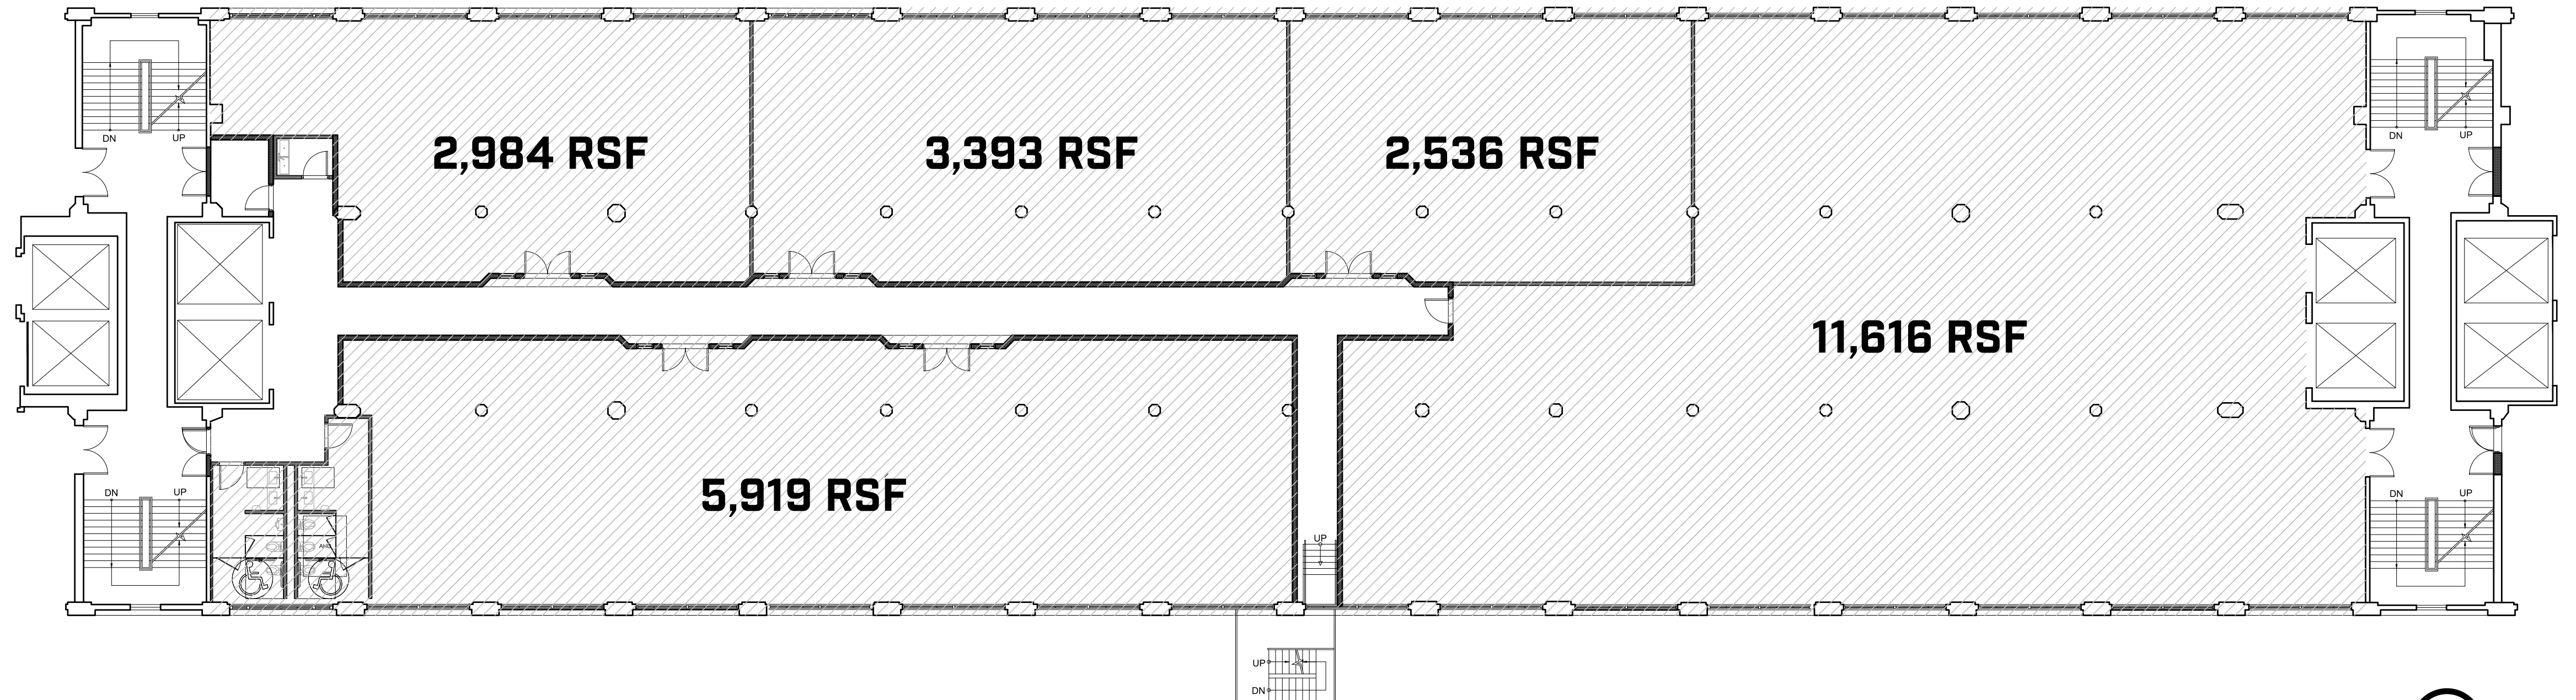 DN UP
DN UP
2,984 RSF
3,393 RSF
2,536 RSF
11,616 RSF
5,919 RSF
DN UP
DN UP
UP
UP
DN